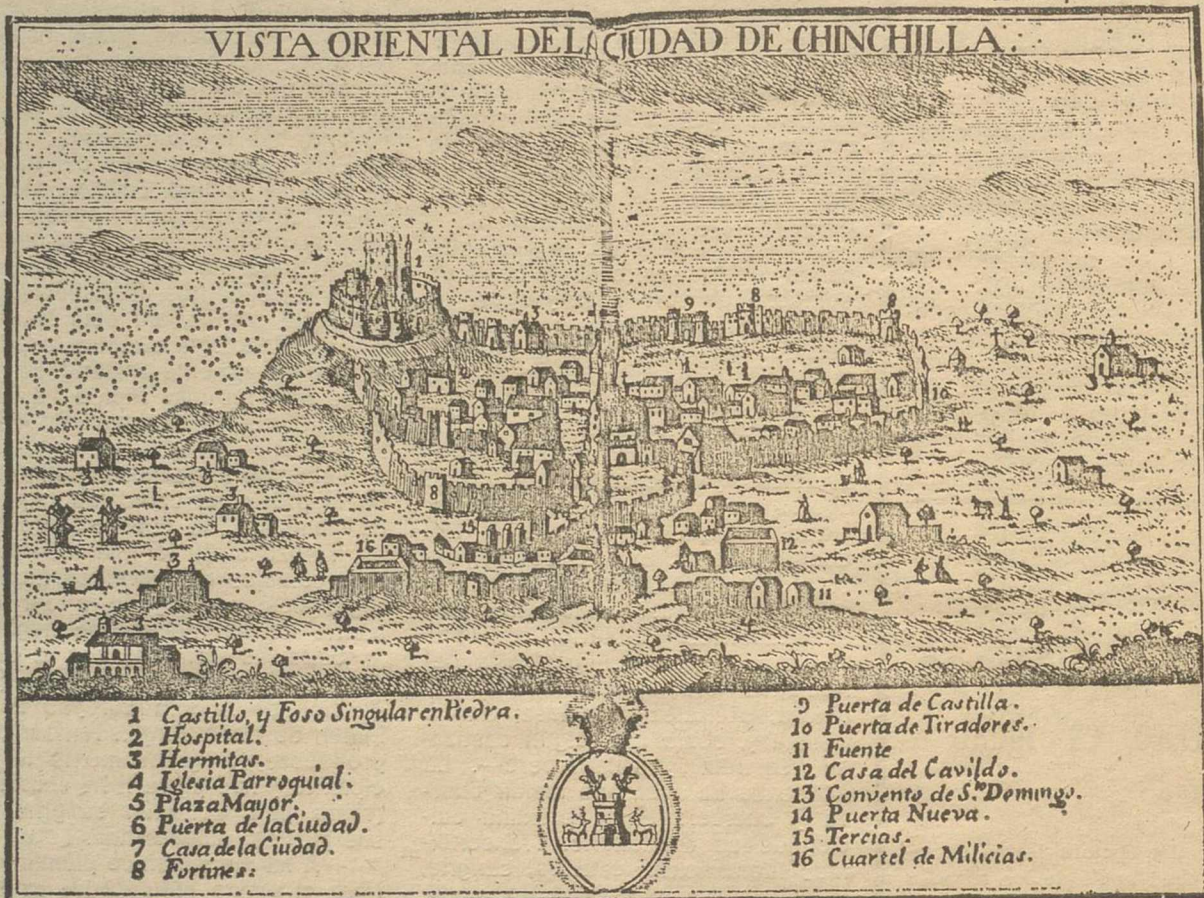 VISTA ORIENTAL DELA CIUDAD DE CHINCHILLA.
1 Castillo, y Foso Singular en Piedra.
2 Hospital.
3 Hermitas.
4 Iglesia Parroquial.
5 Plaza Mayor.
6 Puerta de la Ciudad.
7 Casa de la Ciudad.
8 Fortines:
9 Puerta de Castilla.
10 Puerta de Tiradores.
11 Fuente
12 Casa del Cavildo.
13 Convento de S.to Domingo.
14 Puerta Nueva.
15 Tercias.
16 Cuartel de Milicias.